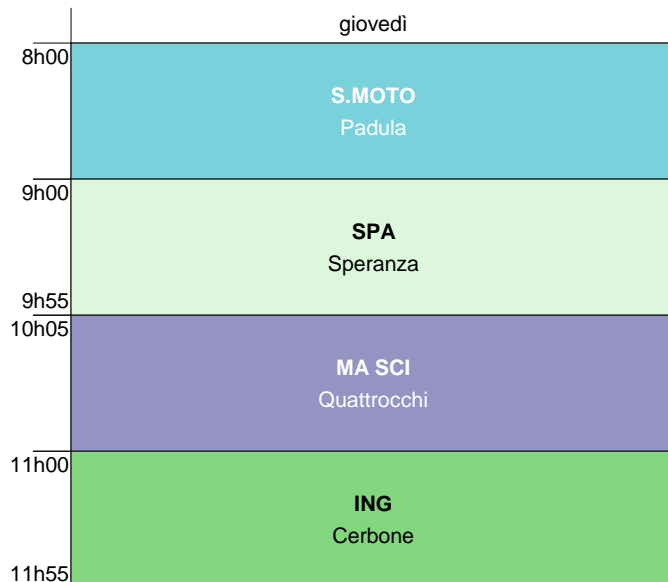 giovedì
8h00
S.MOTO
Padula
9h00
SPA
Speranza
9h55
10h05
MA SCI
Quattrocchi
11h00
ING
Cerbone
11h55